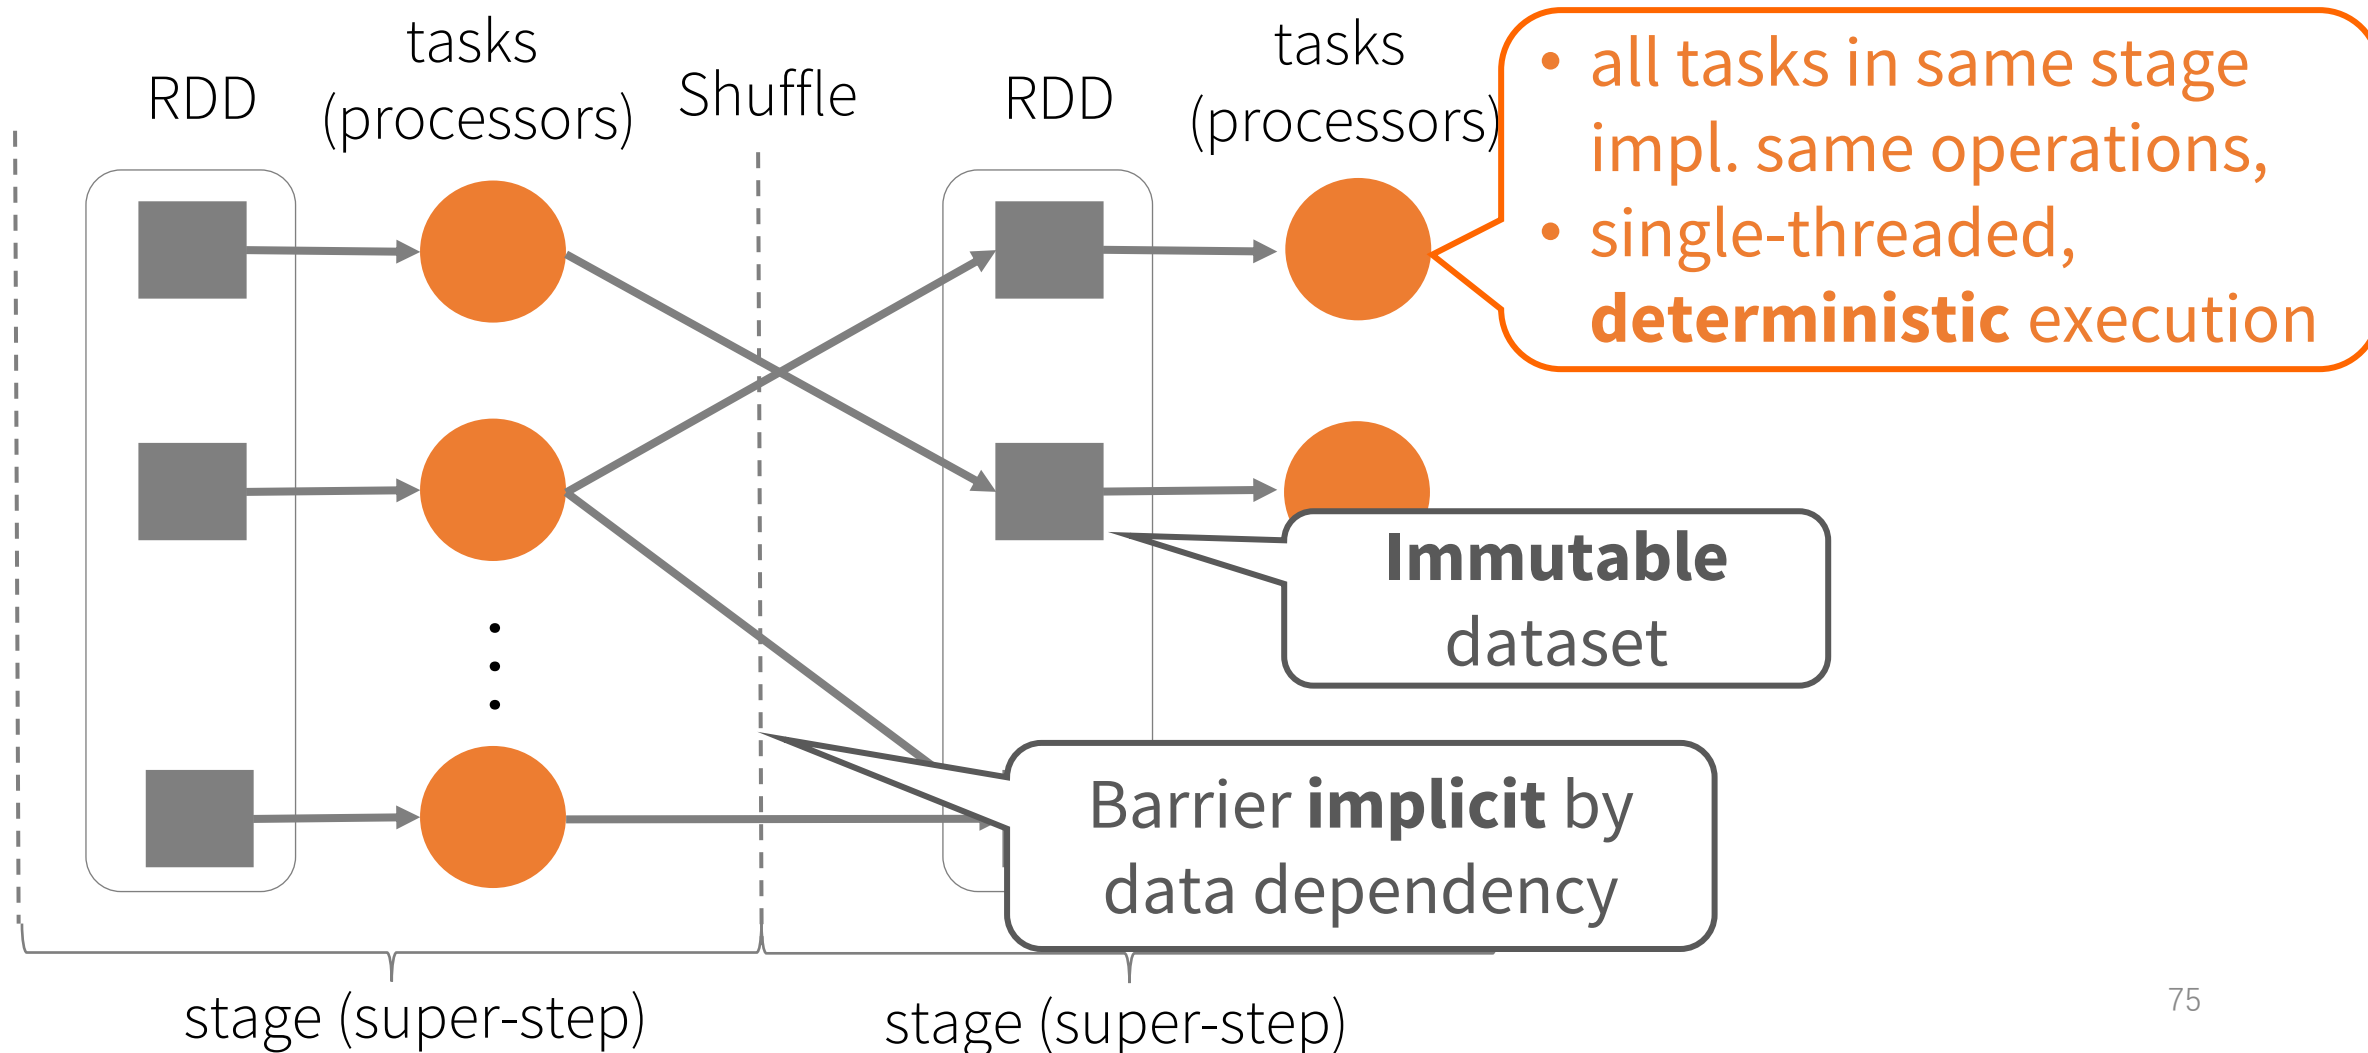 RDD
tasks
(processors)
Shuffle
RDD
tasks
(processors)
• all tasks in same stage
impl. same operations,
• single-threaded,
deterministic execution
Immutable
dataset
Barrier implicit by
data dependency
stage (super-step)
stage (super-step)
75